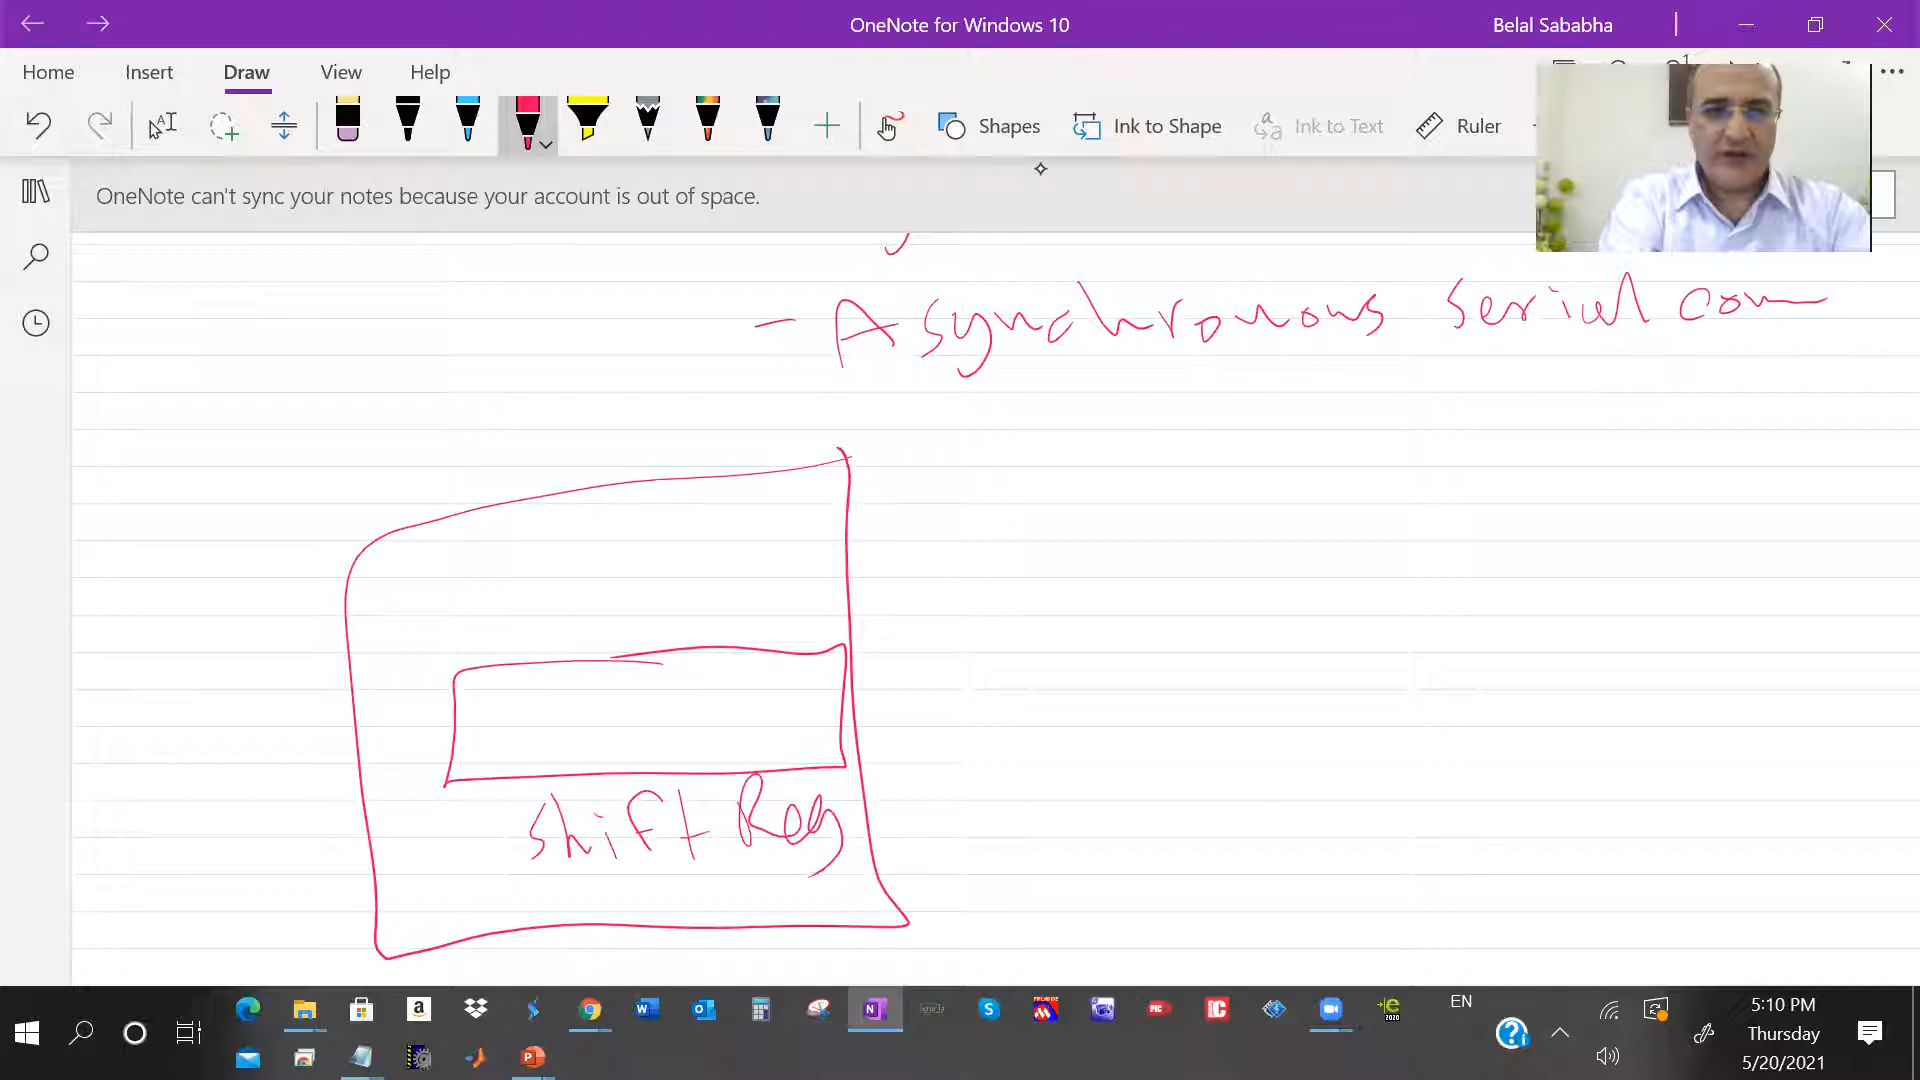 OneNote for Windows 10
Belal Sababha
Home Insert Draw View Help
Shapes Ink to Shape Ink to Text Ruler
OneNote can't sync your notes because your account is out of space.
- Asynchronous serial com
Shift Reg
EN
5:10 PM
Thursday
5/20/2021